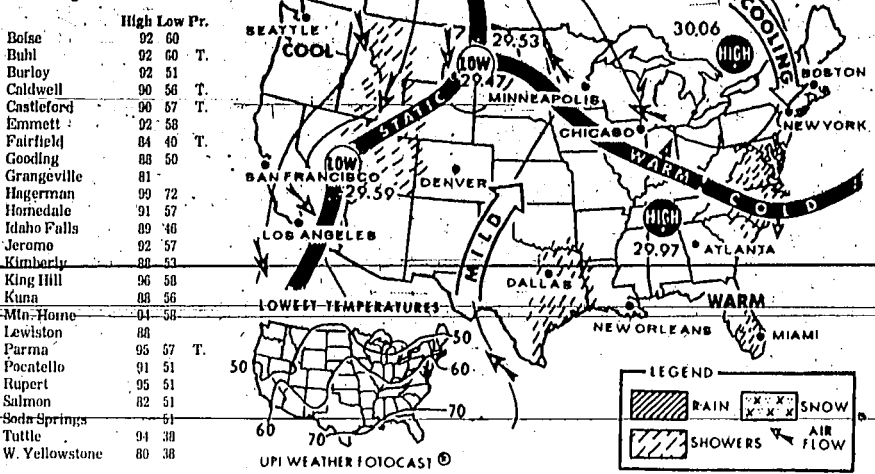 High Low Pr.
Boise 92 60
Buhl 92 60 T.
Burley 92 51
Caldwell 90 56 T.
Castleford 90 57 T.
Emmett 92 58
Fairfield 84 40 T.
Gooding 88 50
Grangeville 81
Hagerman 99 72
Homedale 91 57
Idaho Falls 89 46
Jerome 92 57
Kimberly 88 53
King Hill 96 58
Kuna 88 56
Mtn. Home 94 58
Lewiston 88
Parma 95 57 T.
Pocatello 91 51
Rupert 95 51
Salmon 82 51
Soda Springs 51
Tuttle 94 38
W. Yellowstone 80 38
SEATTLE
COOL
LOW
29.53
29.47
30.06
HIGH
COOLING
BOSTON
NEW YORK
MINNEAPOLIS
CHICAGO
STATIC
WARM
COLD
LOW
SAN FRANCISCO
29.59
DENVER
LOS ANGELES
MILD
HIGH
29.97
ATLANTA
DALLAS
WARM
NEW ORLEANS
MIAMI
LOWEST TEMPERATURES
50
50
60
70
60
70
LEGEND
RAIN
SNOW
SHOWERS
AIR
FLOW
UPI WEATHER FOTOCAST ®